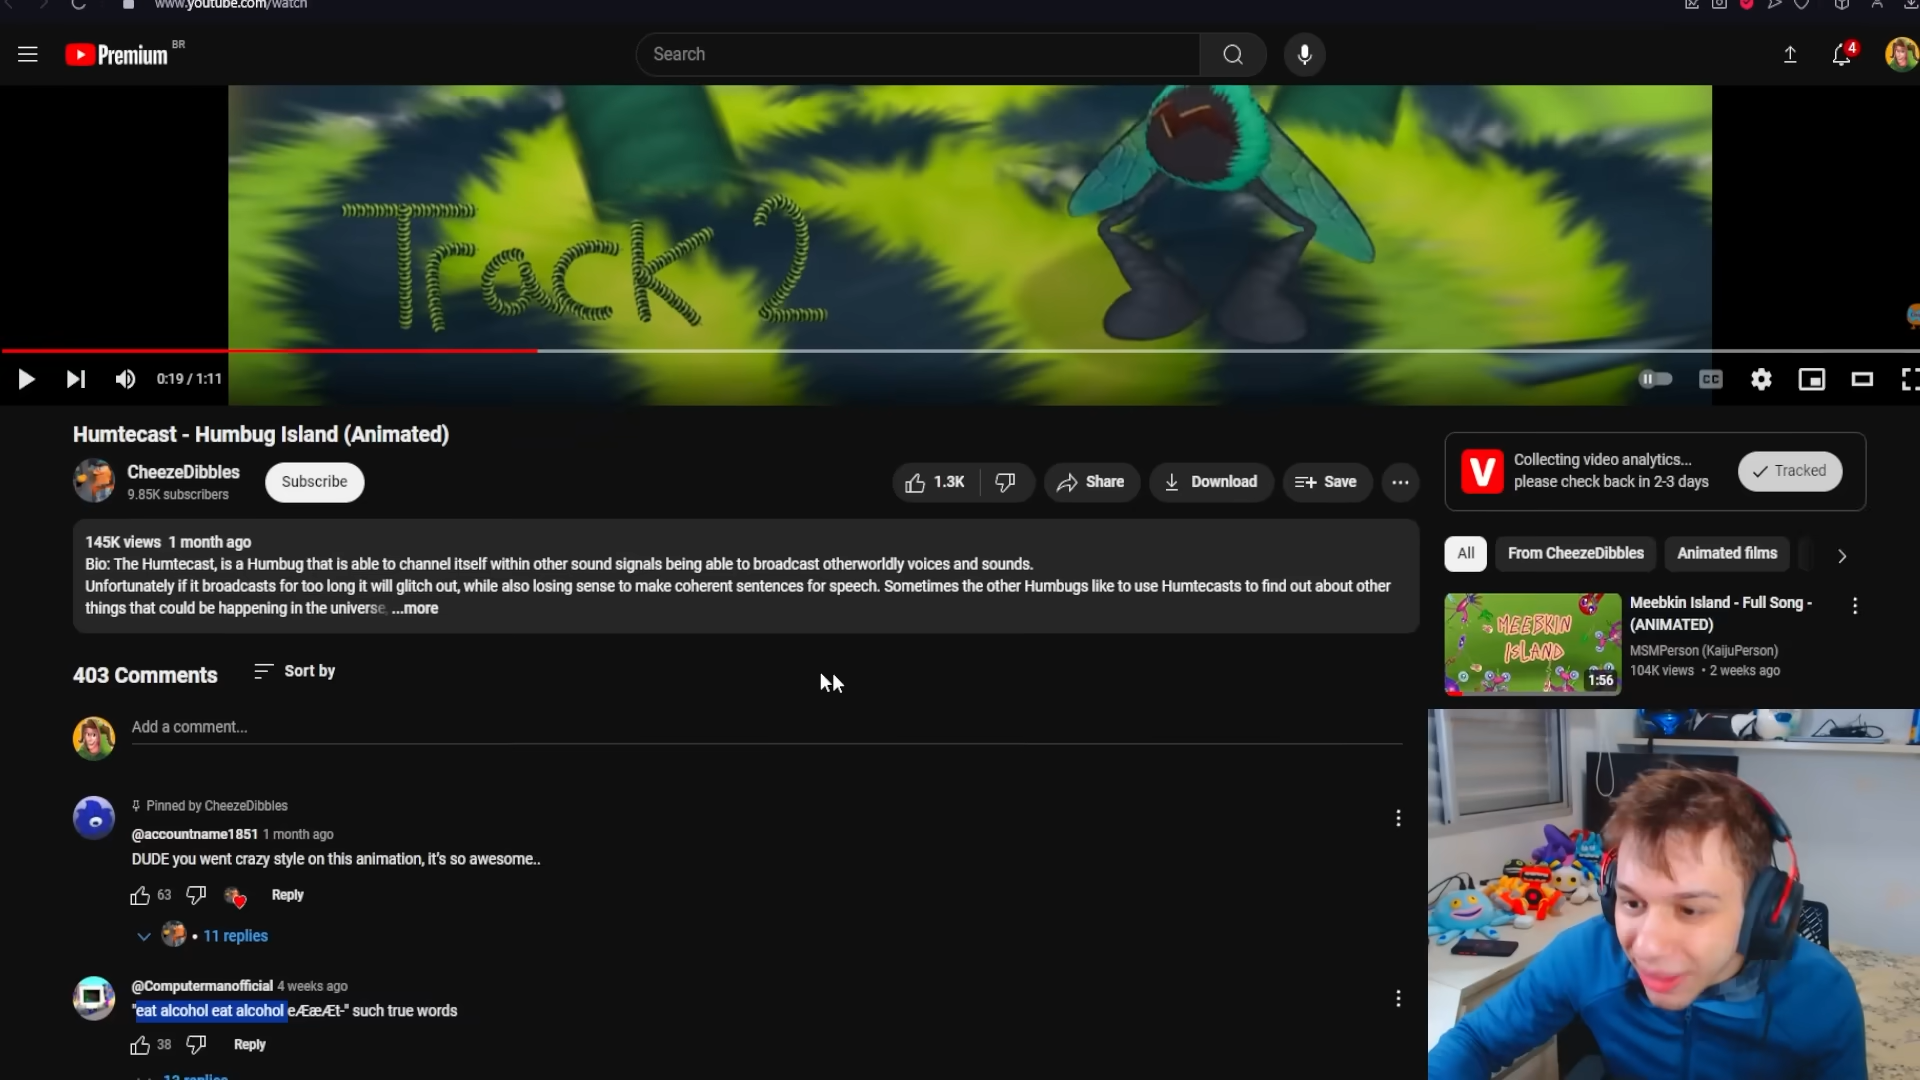 www.youtube.com/watch
Premium BR
Search
4
Track 2
0:19 / 1:11
CC
Humtecast - Humbug Island (Animated)
CheezeDibbles
9.85K subscribers
Subscribe
1.3K
Share
Download
Save
145K views 1 month ago
Bio: The Humtecast, is a Humbug that is able to channel itself within other sound signals being able to broadcast otherworldly voices and sounds.
Unfortunately if it broadcasts for too long it will glitch out, while also losing sense to make coherent sentences for speech. Sometimes the other Humbugs like to use Humtecasts to find out about other
things that could be happening in the universe, ...more
V
Collecting video analytics...
please check back in 2-3 days
Tracked
All
From CheezeDibbles
Animated films
MEEBKIN
ISLAND
1:56
Meebkin Island - Full Song -
(ANIMATED)
MSMPerson (KaijuPerson)
104K views • 2 weeks ago
403 Comments
Sort by
Add a comment...
Pinned by CheezeDibbles
@accountname1851 1 month ago
DUDE you went crazy style on this animation, it's so awesome..
63
Reply
• 11 replies
@Computermanofficial 4 weeks ago
"eat alcohol eat alcohol eÆæÆt-" such true words
38
Reply
13 replies